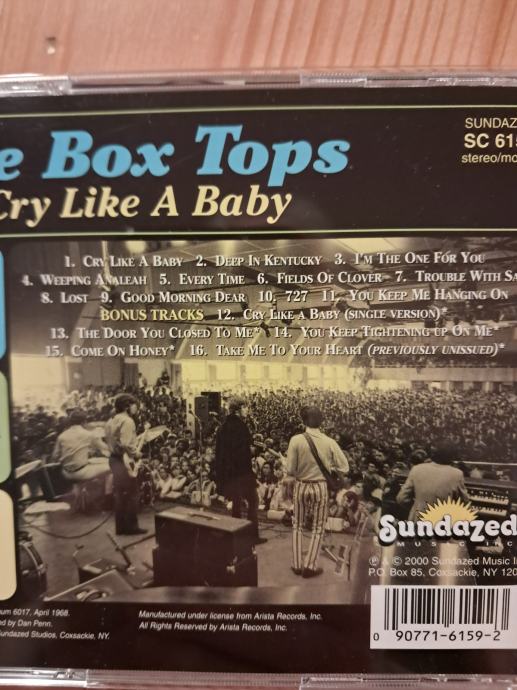 e Box Tops
Cry Like A Baby
SUNDAZ
SC 615
stereo/mo
1. CRY LIKE A BABY 2. DEEP IN KENTUCKY 3. I'M THE ONE FOR YOU
4. WEEPING ANALEAH 5. EVERY TIME 6. FIELDS OF CLOVER 7. TROUBLE WITH SA
8. LOST 9. GOOD MORNING DEAR 10. 727 11. YOU KEEP ME HANGING ON
BONUS TRACKS 12. CRY LIKE A BABY (SINGLE VERSION)*
13. THE DOOR YOU CLOSED TO ME* 14. YOU KEEP TIGHTENING UP ON ME*
15. COME ON HONEY* 16. TAKE ME TO YOUR HEART (PREVIOUSLY UNISSUED)*
Sundazed
MUSIC INC
℗ & © 2000 Sundazed Music In
P.O. Box 85, Coxsackie, NY 120
um 6017, April 1968.
ed by Dan Penn.
undazed Studios, Coxsackie, NY.
Manufactured under license from Arista Records, Inc.
All Rights Reserved by Arista Records, Inc.
0 90771-6159-2